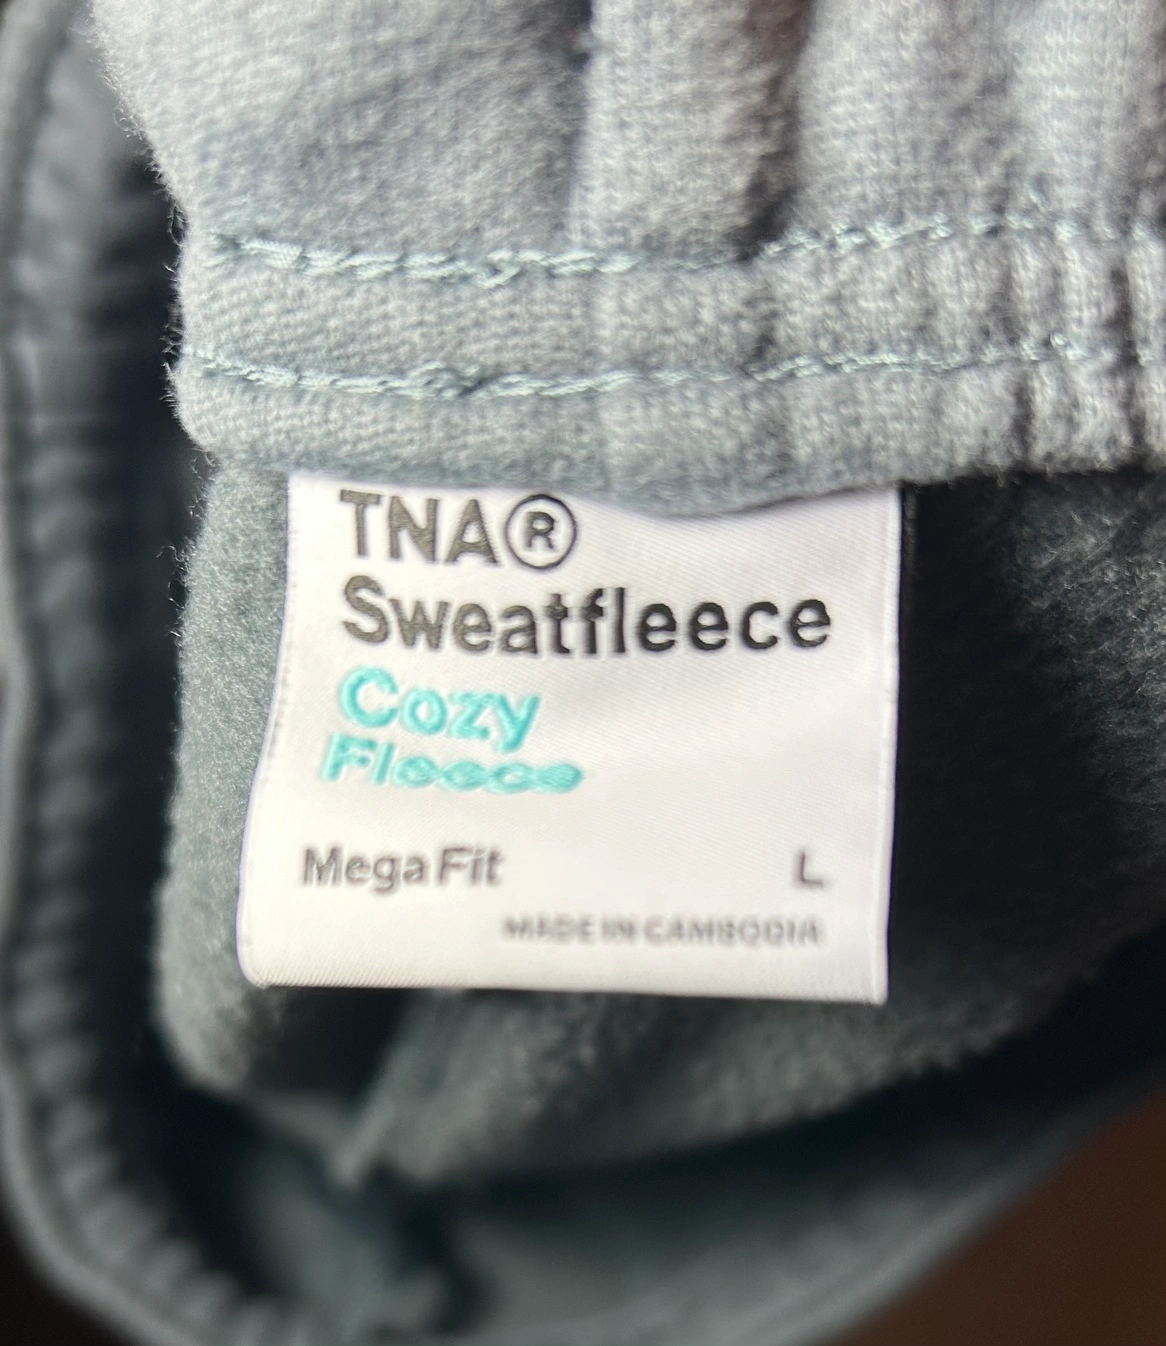 TNA®
Sweatfleece
Cozy
Fleece
Mega Fit L
MADE IN CAMBODIA